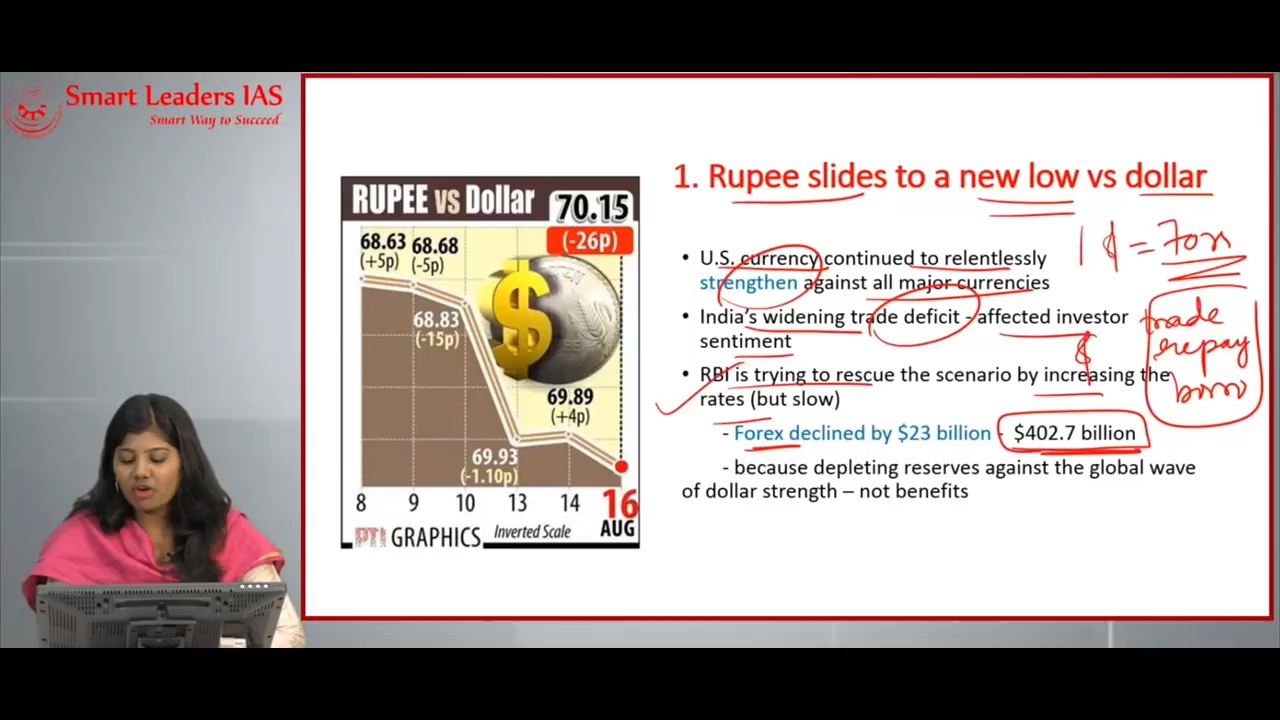 Smart Leaders IAS
Smart Way to Succeed
RUPEE vs Dollar
70.15
(-26p)
68.63
(+5p)
68.68
(-5p)
68.83
(-15p)
69.89
(+4p)
69.93
(-1.10p)
8 9 10 13 14 16
AUG
PTI GRAPHICS
Inverted Scale
1. Rupee slides to a new low vs dollar
• U.S. currency continued to relentlessly
strengthen against all major currencies
• India's widening trade deficit - affected investor
sentiment
• RBI is trying to rescue the scenario by increasing the
rates (but slow)
- Forex declined by $23 billion - $402.7 billion
- because depleting reserves against the global wave
of dollar strength – not benefits
1 $ = 70
$
trade
repay